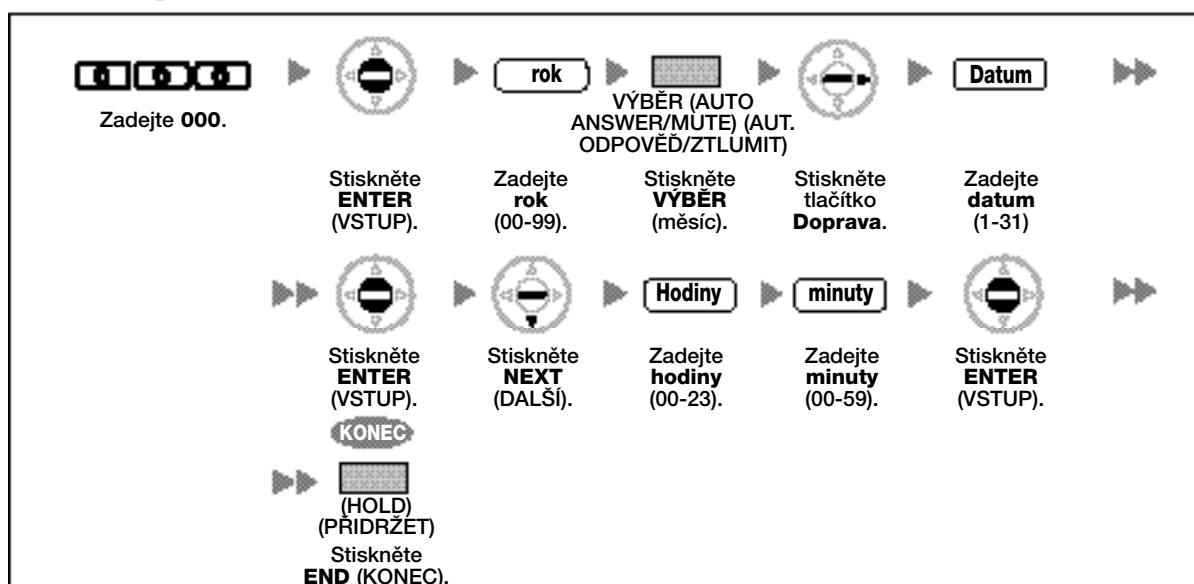 000
rok
Datum
Zadejte 000.
VÝBĚR (AUTO
ANSWER/MUTE) (AUT.
ODPOVĚĎ/ZTLUMIT)
Stiskněte
ENTER
(VSTUP).
Zadejte
rok
(00-99).
Stiskněte
VÝBĚR
(měsíc).
Stiskněte
tlačítko
Doprava.
Zadejte
datum
(1-31)
Hodiny
minuty
Stiskněte
ENTER
(VSTUP).
Stiskněte
NEXT
(DALŠÍ).
Zadejte
hodiny
(00-23).
Zadejte
minuty
(00-59).
Stiskněte
ENTER
(VSTUP).
KONEC
(HOLD)
(PŘIDRŽET)
Stiskněte
END (KONEC).